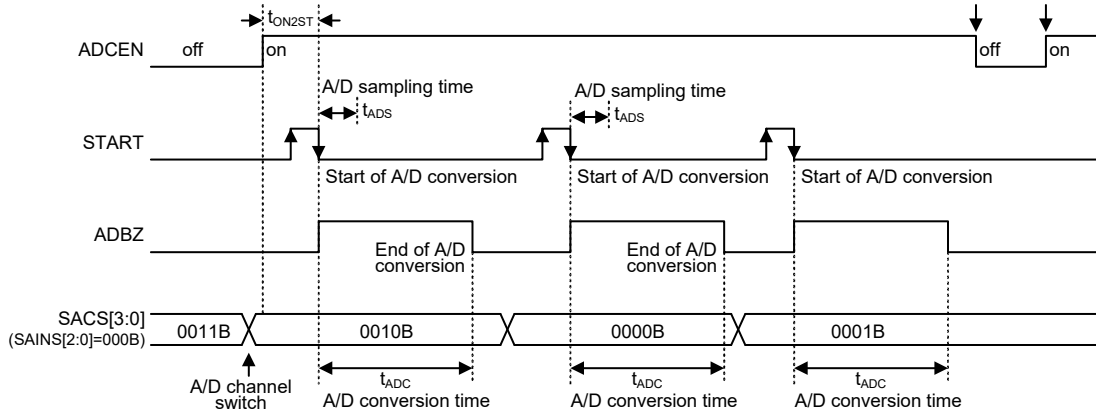 tON2ST
ADCEN
off
on
off
on
A/D sampling time
tADS
A/D sampling time
tADS
START
Start of A/D conversion
Start of A/D conversion
Start of A/D conversion
ADBZ
End of A/D
conversion
End of A/D
conversion
SACS[3:0]
(SAINS[2:0]=000B)
0011B
0010B
0000B
0001B
A/D channel
switch
tADC
A/D conversion time
tADC
A/D conversion time
tADC
A/D conversion time